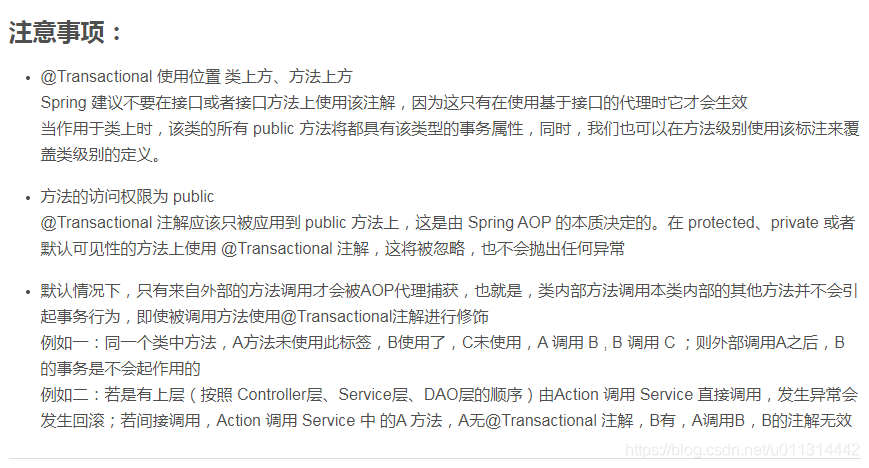 注意事项：
@Transactional 使用位置 类上方、方法上方
Spring 建议不要在接口或者接口方法上使用该注解，因为这只有在使用基于接口的代理时它才会生效
当作用于类上时，该类的所有 public 方法将都具有该类型的事务属性，同时，我们也可以在方法级别使用该标注来覆
盖类级别的定义。
方法的访问权限为 public
@Transactional 注解应该只被应用到 public 方法上，这是由 Spring AOP 的本质决定的。在 protected、private 或者
默认可见性的方法上使用 @Transactional 注解，这将被忽略，也不会抛出任何异常
默认情况下，只有来自外部的方法调用才会被AOP代理捕获，也就是，类内部方法调用本类内部的其他方法并不会引
起事务行为，即使被调用方法使用@Transactional注解进行修饰
例如一：同一个类中方法，A方法未使用此标签，B使用了，C未使用，A 调用 B , B 调用 C ；则外部调用A之后，B
的事务是不会起作用的
例如二：若是有上层（按照 Controller层、Service层、DAO层的顺序）由Action 调用 Service 直接调用，发生异常会
发生回滚；若间接调用，Action 调用 Service 中 的A 方法，A无@Transactional 注解，B有，A调用B，B的注解无效
https://blog.csdn.net/u011314442